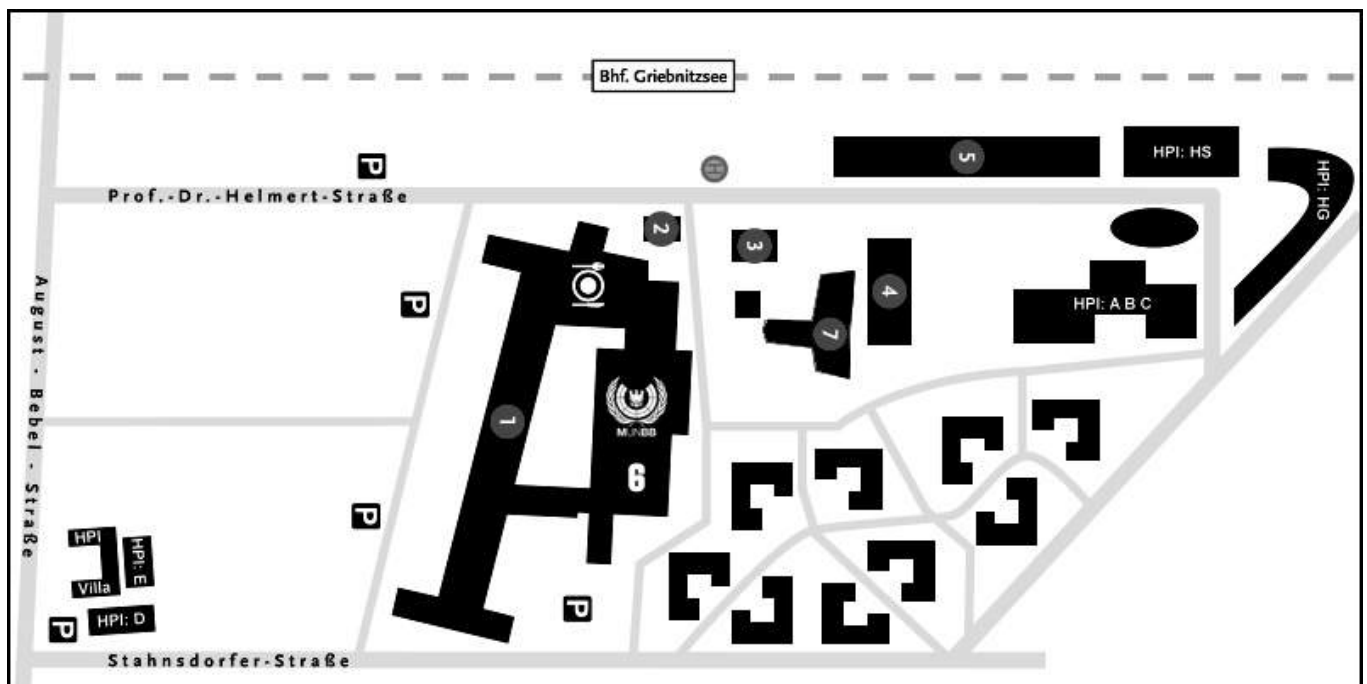 Bhf. Griebnitzsee
P
H
5
HPI: HS
HPI: HG
Prof.-Dr.-Helmert-Straße
2
3
4
7
HPI: A B C
P
August - Bebel - Straße
1
MUNBB
6
P
HPI
HPI: E
Villa
HPI: D
P
P
Stahnsdorfer-Straße